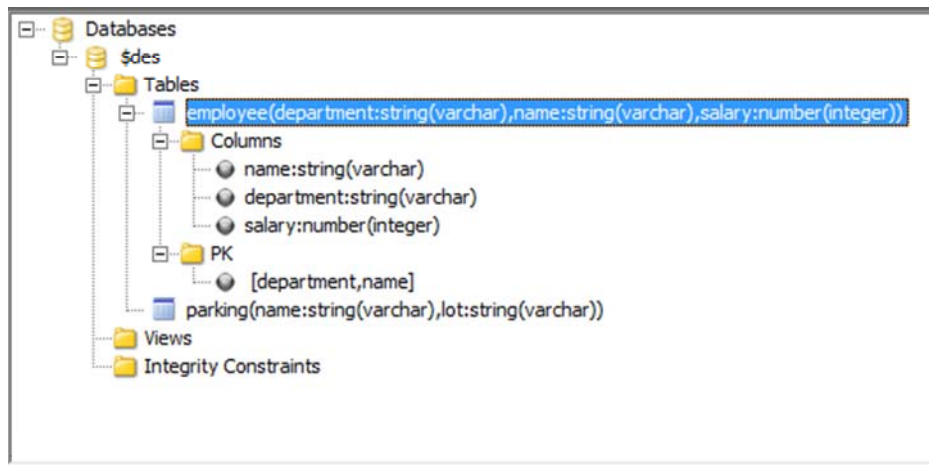 Databases
$des
Tables
employee(department:string(varchar),name:string(varchar),salary:number(integer))
Columns
name:string(varchar)
department:string(varchar)
salary:number(integer)
PK
[department,name]
parking(name:string(varchar),lot:string(varchar))
Views
Integrity Constraints